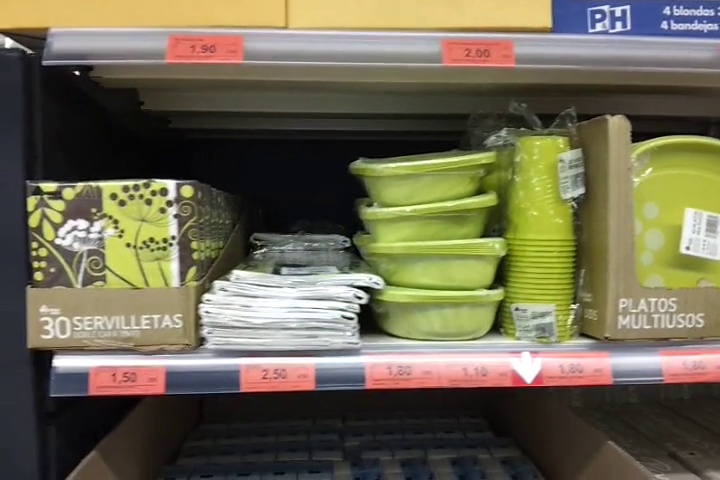 1,90
2,00
PH
4 blondas
4 bandejas
30 SERVILLETAS
PLATOS
MULTIUSOS
1,50
2,50
1,80
1,10
1,80
1,80